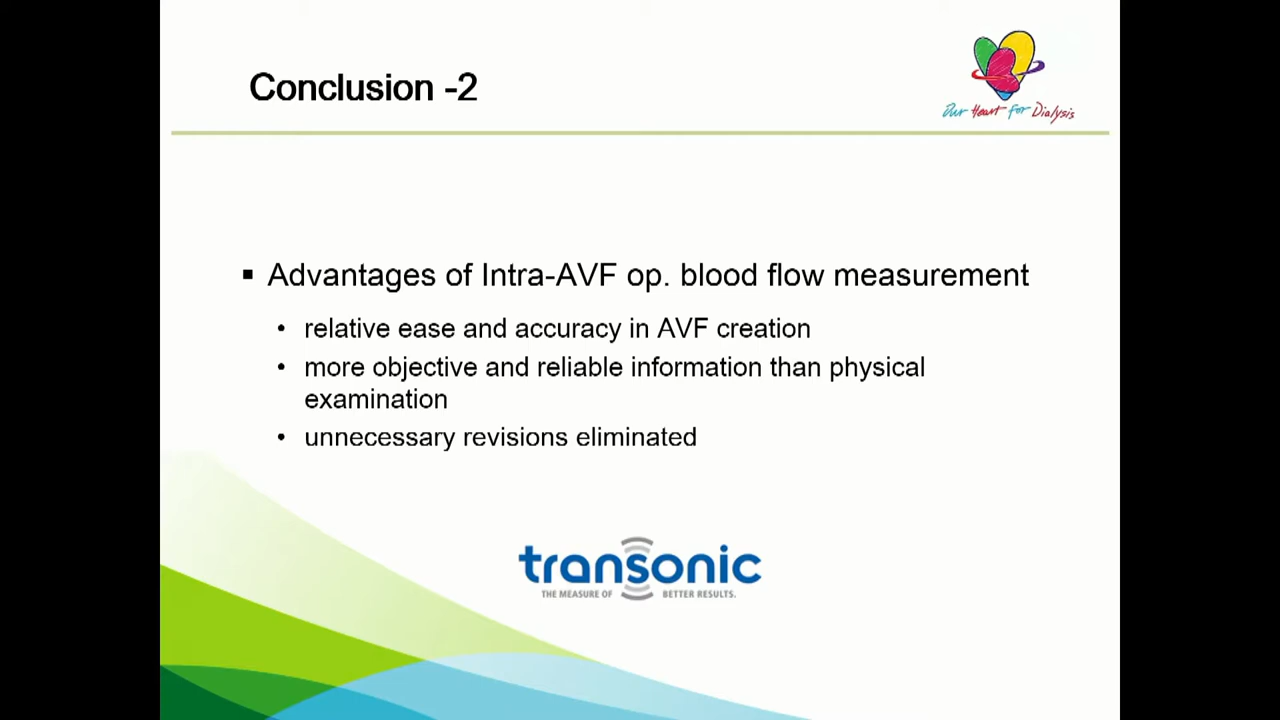 Conclusion -2
Our Heart For Dialysis
▪ Advantages of Intra-AVF op. blood flow measurement
• relative ease and accuracy in AVF creation
• more objective and reliable information than physical
examination
• unnecessary revisions eliminated
transonic
THE MEASURE OF BETTER RESULTS.